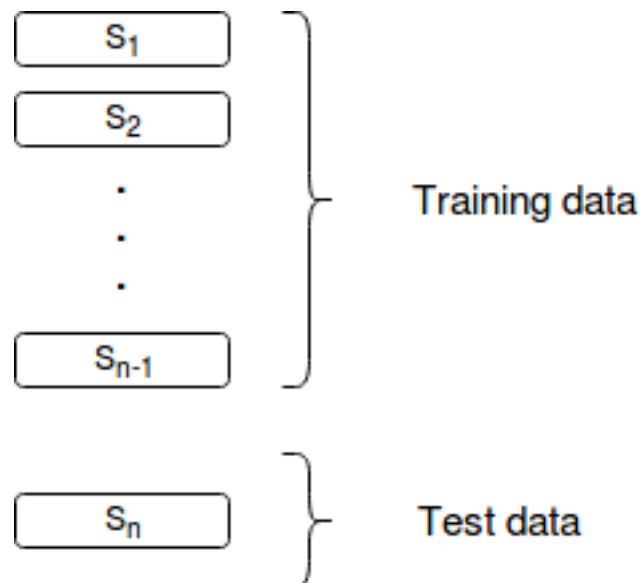 S₁
S₂
.
.
.
Training data
Sₙ₋₁
Sₙ
Test data